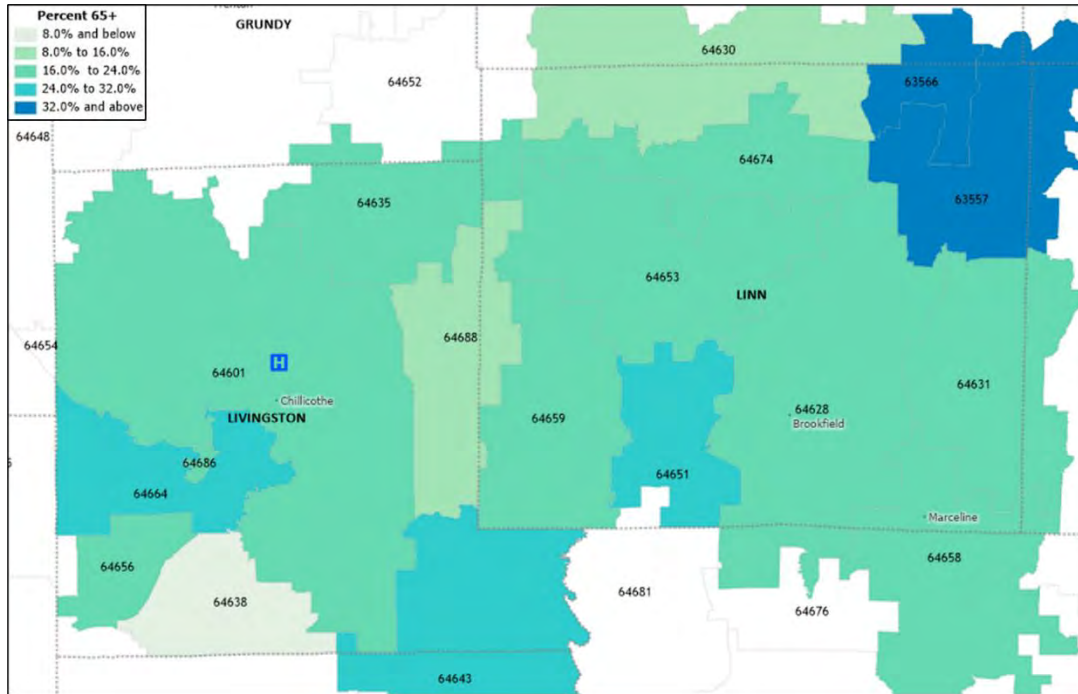 Percent 65+
8.0% and below
8.0% to 16.0%
16.0% to 24.0%
24.0% to 32.0%
32.0% and above
GRUNDY
64630
64652
63566
64648
64674
64635
63557
64653
LINN
64688
64654
64601
H
64631
Chillicothe
LIVINGSTON
64659
64628
Brookfield
64686
64651
64664
Marceline
64656
64658
64638
64681
64676
64643